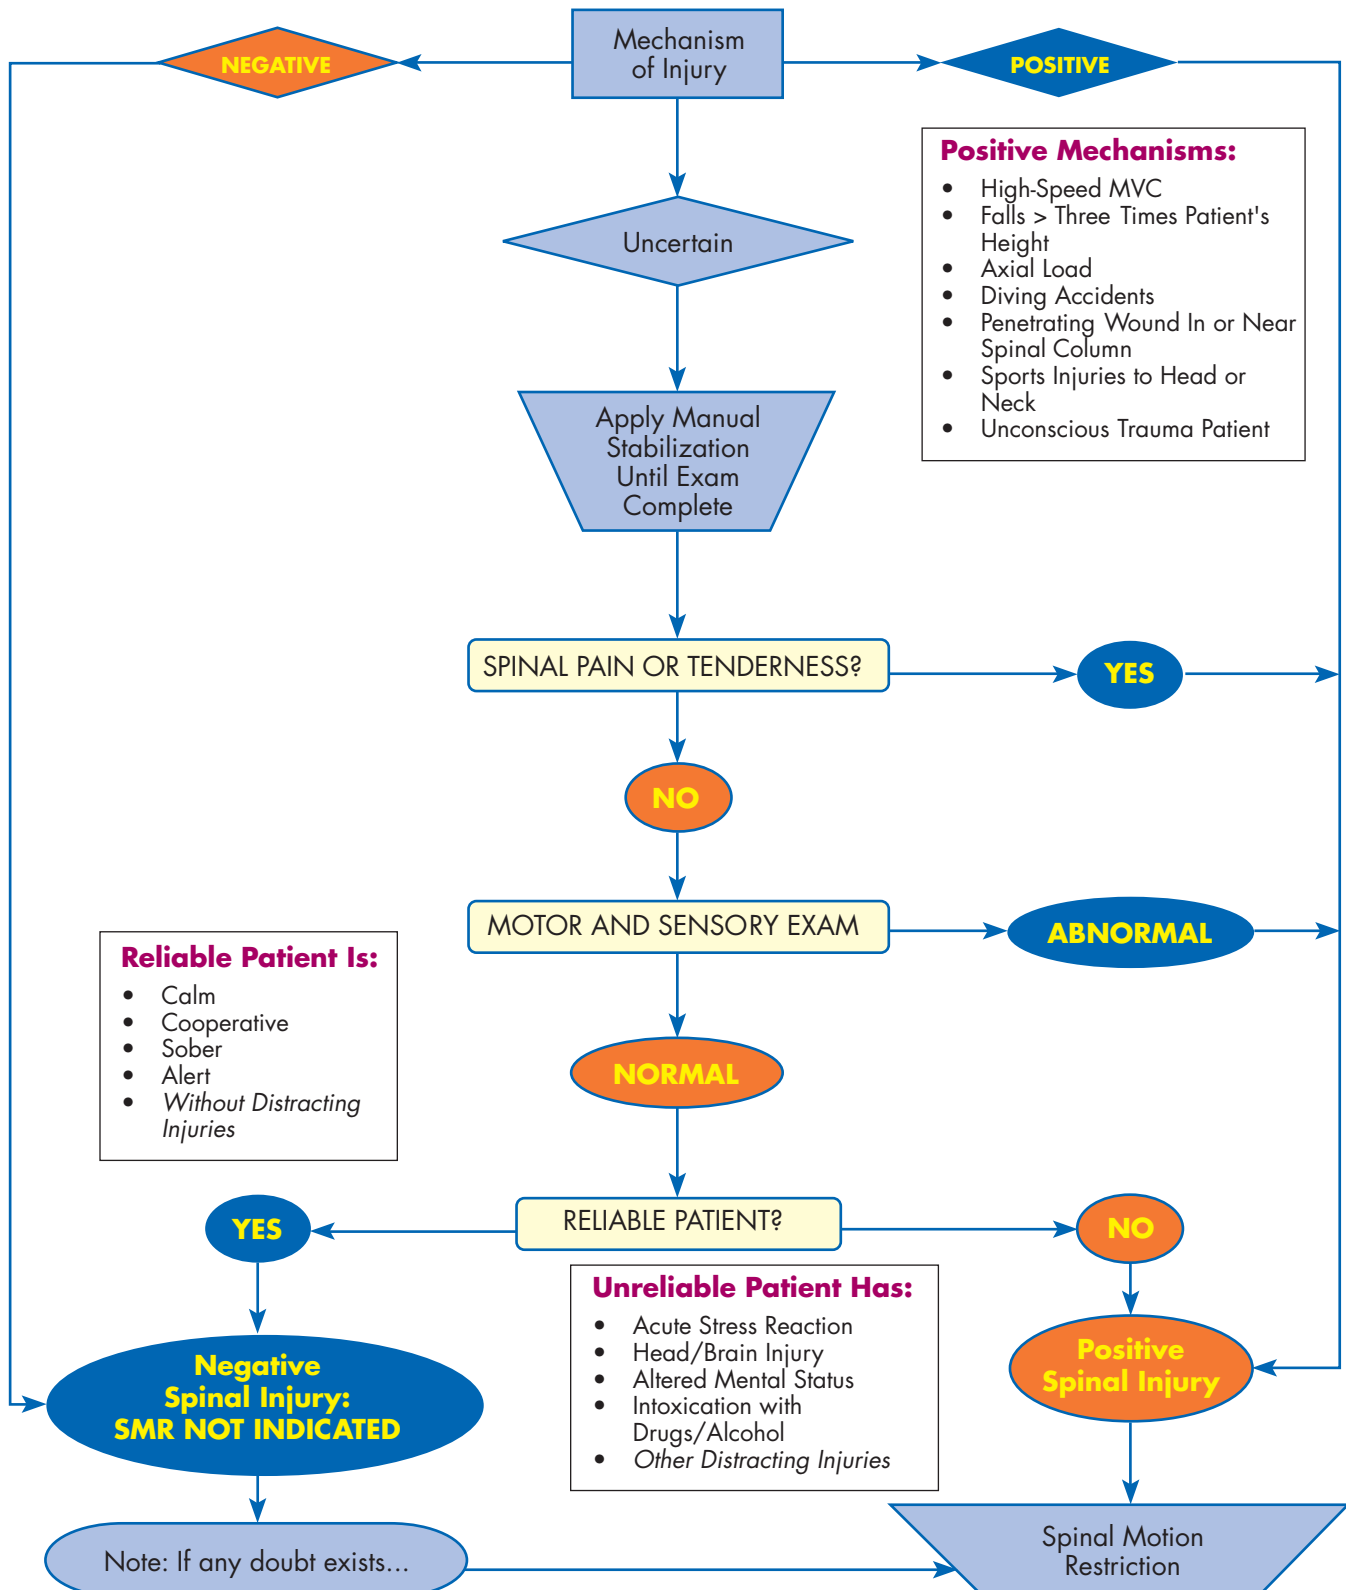 Mechanism
of Injury
NEGATIVE
POSITIVE
Positive Mechanisms:
• High-Speed MVC
• Falls > Three Times Patient's
Height
• Axial Load
• Diving Accidents
• Penetrating Wound In or Near
Spinal Column
• Sports Injuries to Head or
Neck
• Unconscious Trauma Patient
Uncertain
Apply Manual
Stabilization
Until Exam
Complete
SPINAL PAIN OR TENDERNESS?
YES
NO
MOTOR AND SENSORY EXAM
ABNORMAL
Reliable Patient Is:
• Calm
• Cooperative
• Sober
• Alert
• Without Distracting
Injuries
NORMAL
RELIABLE PATIENT?
YES
NO
Unreliable Patient Has:
• Acute Stress Reaction
• Head/Brain Injury
• Altered Mental Status
• Intoxication with
Drugs/Alcohol
• Other Distracting Injuries
Negative
Spinal Injury:
SMR NOT INDICATED
Positive
Spinal Injury
Note: If any doubt exists...
Spinal Motion
Restriction